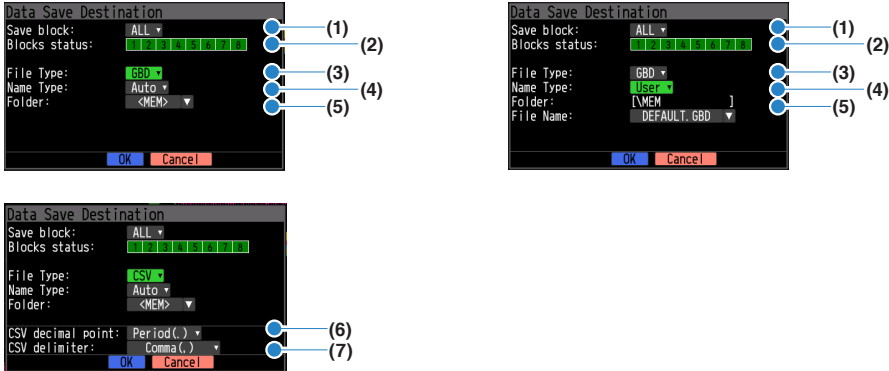 Data Save Destination
Save block: ALL ▼ (1)
Blocks status: 1 2 3 4 5 6 7 8 (2)
File Type: GBD ▼ (3)
Name Type: Auto ▼ (4)
Folder: <MEM> ▼ (5)
OK Cancel
Data Save Destination
Save block: ALL ▼ (1)
Blocks status: 1 2 3 4 5 6 7 8 (2)
File Type: GBD ▼ (3)
Name Type: User ▼ (4)
Folder: [\MEM ] (5)
File Name: DEFAULT.GBD ▼
OK Cancel
Data Save Destination
Save block: ALL ▼
Blocks status: 1 2 3 4 5 6 7 8
File Type: CSV ▼
Name Type: Auto ▼
Folder: <MEM> ▼
CSV decimal point: Period(.) ▼ (6)
CSV delimiter: Comma(,) ▼ (7)
OK Cancel